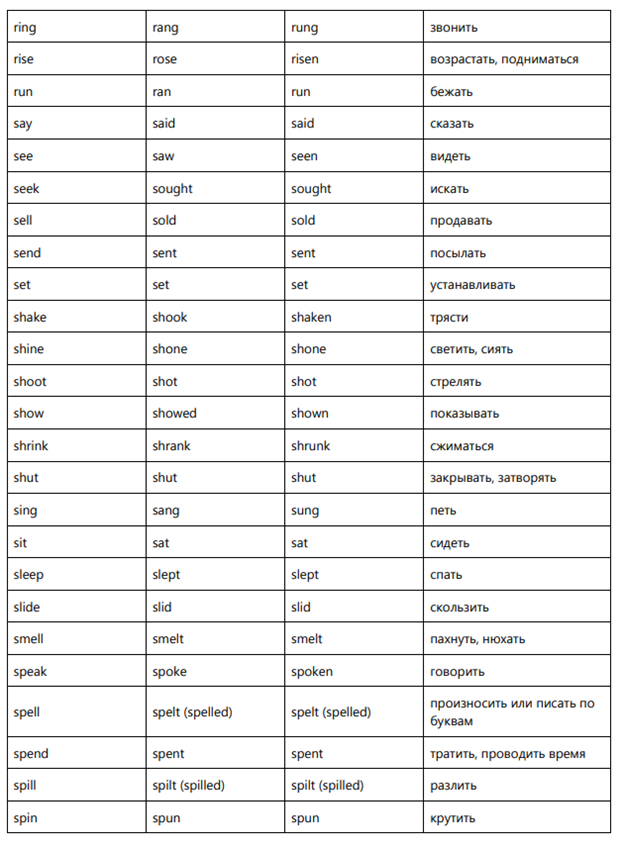 ring rang rung звонить
rise rose risen возрастать, подниматься
run ran run бежать
say said said сказать
see saw seen видеть
seek sought sought искать
sell sold sold продавать
send sent sent посылать
set set set устанавливать
shake shook shaken трясти
shine shone shone светить, сиять
shoot shot shot стрелять
show showed shown показывать
shrink shrank shrunk сжиматься
shut shut shut закрывать, затворять
sing sang sung петь
sit sat sat сидеть
sleep slept slept спать
slide slid slid скользить
smell smelt smelt пахнуть, нюхать
speak spoke spoken говорить
spell spelt (spelled) spelt (spelled) произносить или писать по
буквам
spend spent spent тратить, проводить время
spill spilt (spilled) spilt (spilled) разлить
spin spun spun крутить